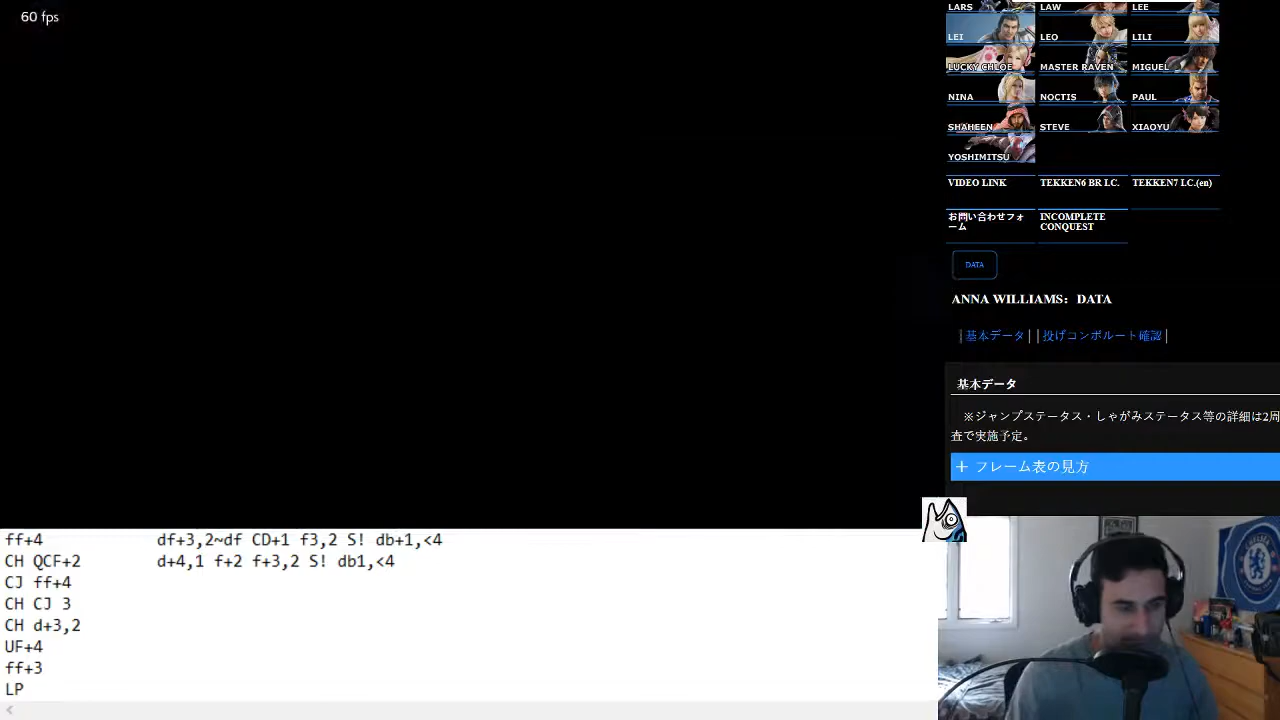 60 fps
LARS LAW LEE
LEI LEO LILI
LUCKY CHLOE MASTER RAVEN MIGUEL
NINA NOCTIS PAUL
SHAHEEN STEVE XIAOYU
YOSHIMITSU
VIDEO LINK TEKKEN6 BR I.C. TEKKEN7 I.C.(en)
お問い合わせフォ
ーム
INCOMPLETE
CONQUEST
DATA
ANNA WILLIAMS: DATA
│基本データ││投げコンボルート確認│
基本データ
※ジャンプステータス・しゃがみステータス等の詳細は2周
査で実施予定。
＋ フレーム表の見方
ff+4 df+3,2~df CD+1 f3,2 S! db+1,<4
CH QCF+2 d+4,1 f+2 f+3,2 S! db1,<4
CJ ff+4
CH CJ 3
CH d+3,2
UF+4
ff+3
LP
CHELSEA